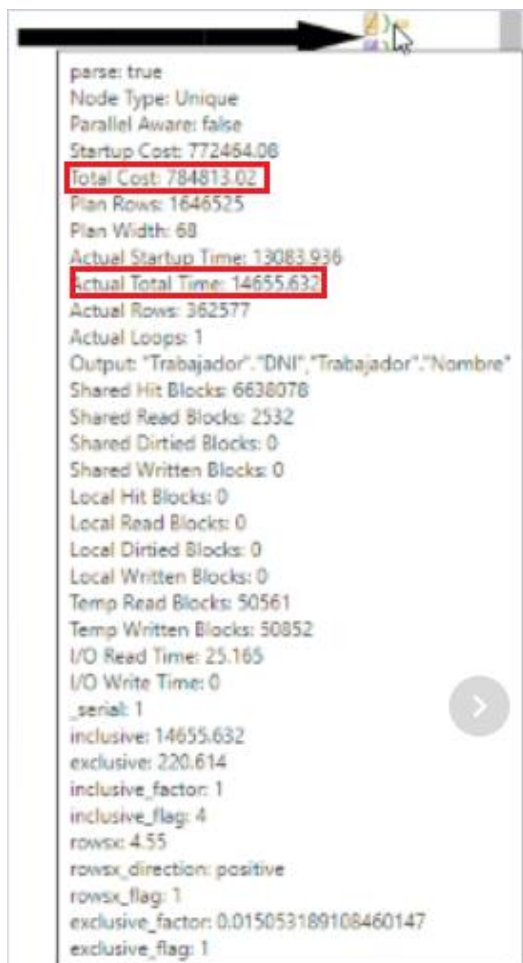 parse: true
Node Type: Unique
Parallel Aware: false
Startup Cost: 772464.08
Total Cost: 784813.02
Plan Rows: 1646525
Plan Width: 68
Actual Startup Time: 13083.936
Actual Total Time: 14655.632
Actual Rows: 362577
Actual Loops: 1
Output: "Trabajador"."DNI","Trabajador"."Nombre"
Shared Hit Blocks: 6638078
Shared Read Blocks: 2532
Shared Dirtied Blocks: 0
Shared Written Blocks: 0
Local Hit Blocks: 0
Local Read Blocks: 0
Local Dirtied Blocks: 0
Local Written Blocks: 0
Temp Read Blocks: 50561
Temp Written Blocks: 50852
I/O Read Time: 25.165
I/O Write Time: 0
_serial: 1
inclusive: 14655.632
exclusive: 220.614
inclusive_factor: 1
inclusive_flag: 4
rowsx: 4.55
rowsx_direction: positive
rowsx_flag: 1
exclusive_factor: 0.015053189108460147
exclusive_flag: 1